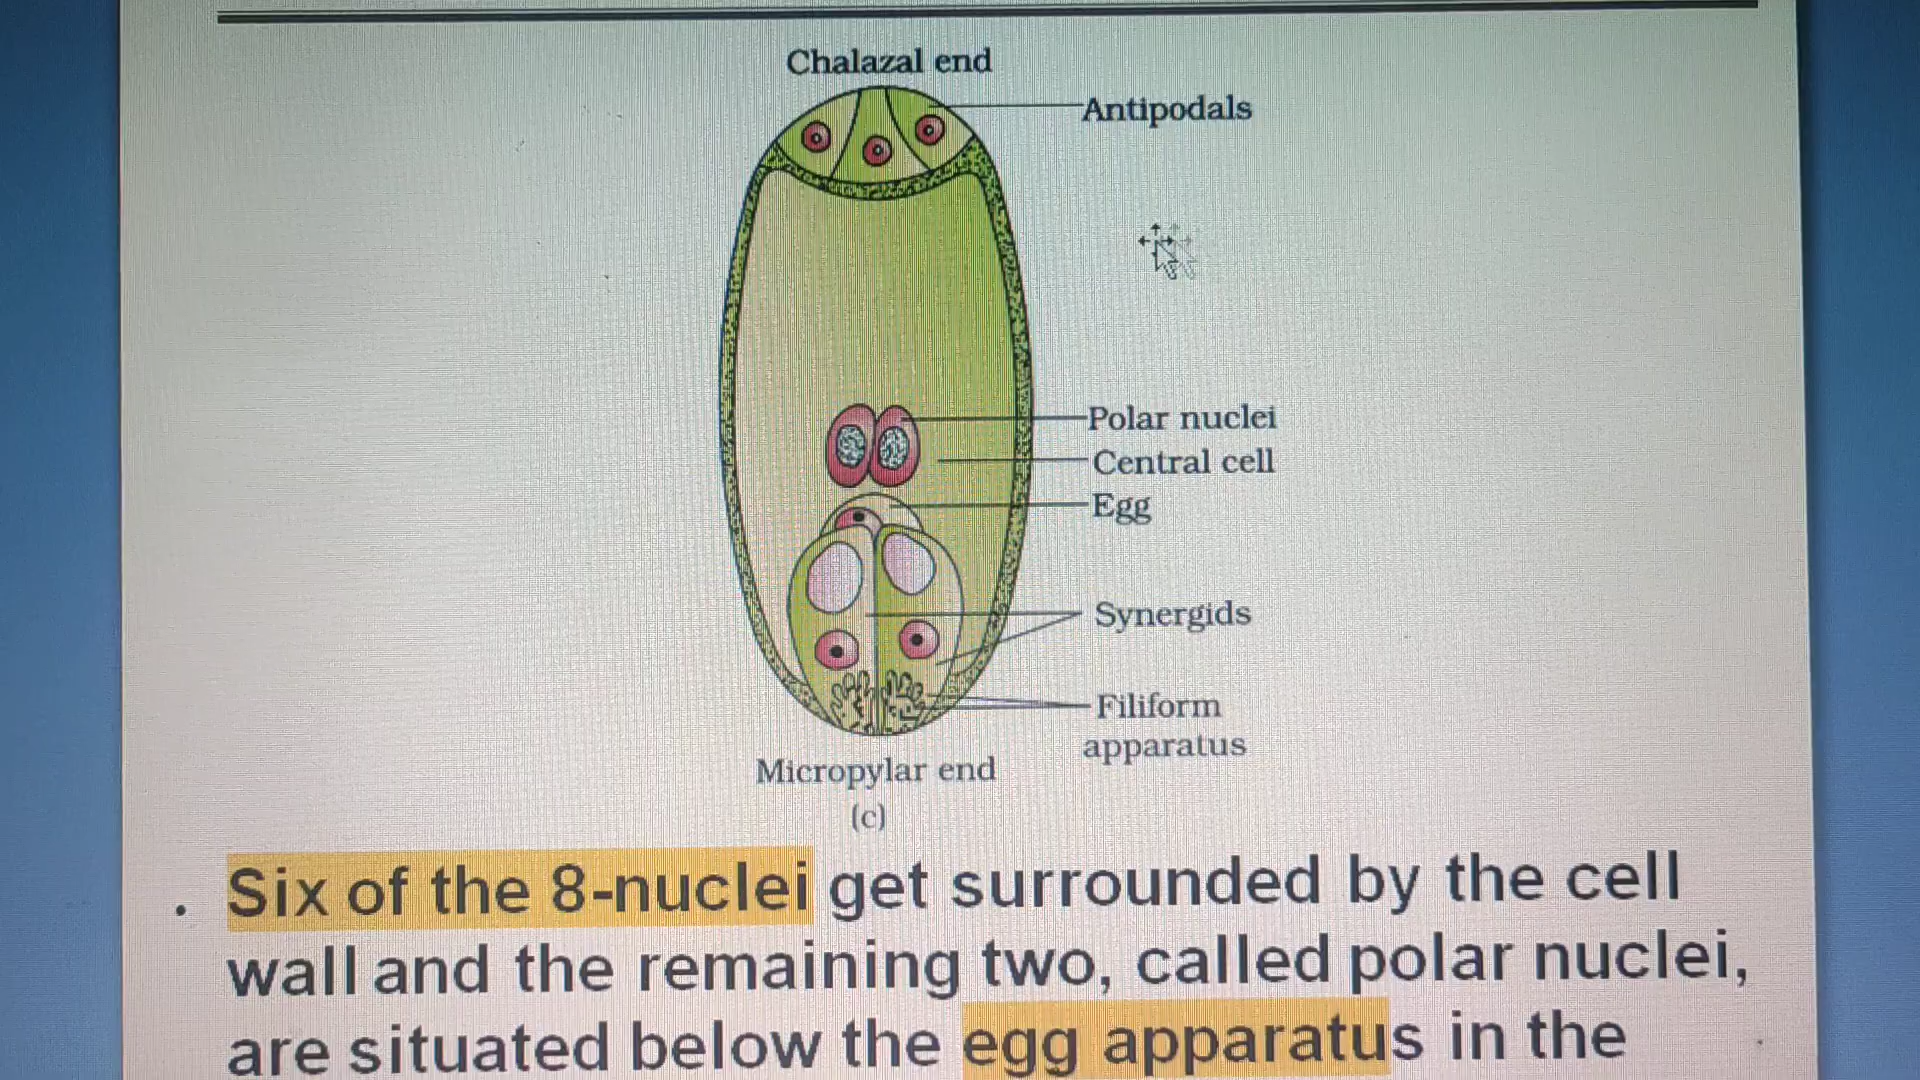 Chalazal end
Antipodals
Polar nuclei
Central cell
Egg
Synergids
Filiform
apparatus
Micropylar end
(c)
. Six of the 8-nuclei get surrounded by the cell
wall and the remaining two, called polar nuclei,
are situated below the egg apparatus in the